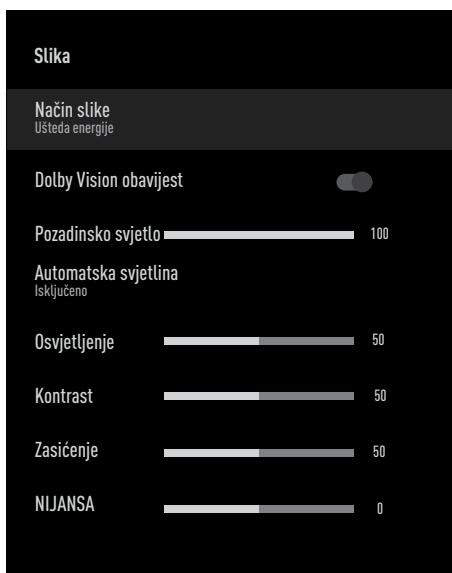 Slika
Način slike
Ušteda energije
Dolby Vision obavijest
Pozadinsko svjetlo 100
Automatska svjetlina
Isključeno
Osvjetljenje 50
Kontrast 50
Zasićenje 50
NIJANSA 0